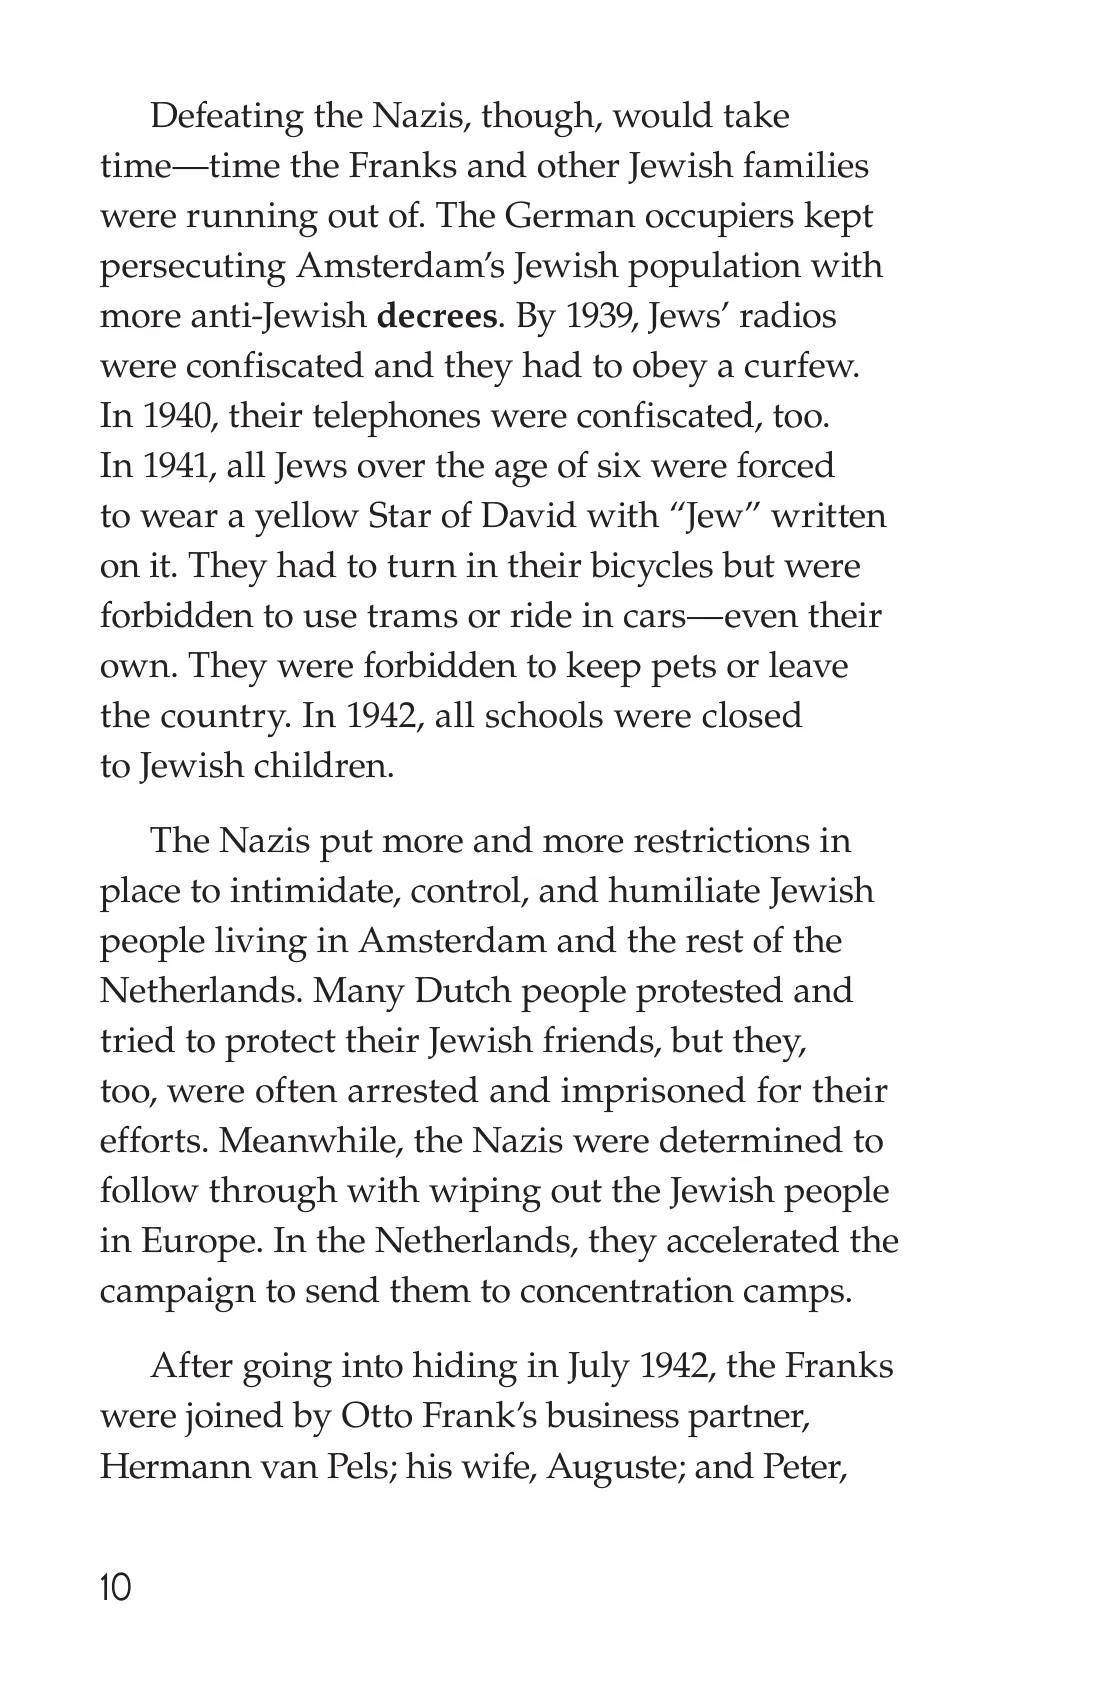 Defeating the Nazis, though, would take
time—time the Franks and other Jewish families
were running out of. The German occupiers kept
persecuting Amsterdam’s Jewish population with
more anti-Jewish decrees. By 1939, Jews’ radios
were confiscated and they had to obey a curfew.
In 1940, their telephones were confiscated, too.
In 1941, all Jews over the age of six were forced
to wear a yellow Star of David with “Jew” written
on it. They had to turn in their bicycles but were
forbidden to use trams or ride in cars—even their
own. They were forbidden to keep pets or leave
the country. In 1942, all schools were closed
to Jewish children.
The Nazis put more and more restrictions in
place to intimidate, control, and humiliate Jewish
people living in Amsterdam and the rest of the
Netherlands. Many Dutch people protested and
tried to protect their Jewish friends, but they,
too, were often arrested and imprisoned for their
efforts. Meanwhile, the Nazis were determined to
follow through with wiping out the Jewish people
in Europe. In the Netherlands, they accelerated the
campaign to send them to concentration camps.
After going into hiding in July 1942, the Franks
were joined by Otto Frank’s business partner,
Hermann van Pels; his wife, Auguste; and Peter,
10